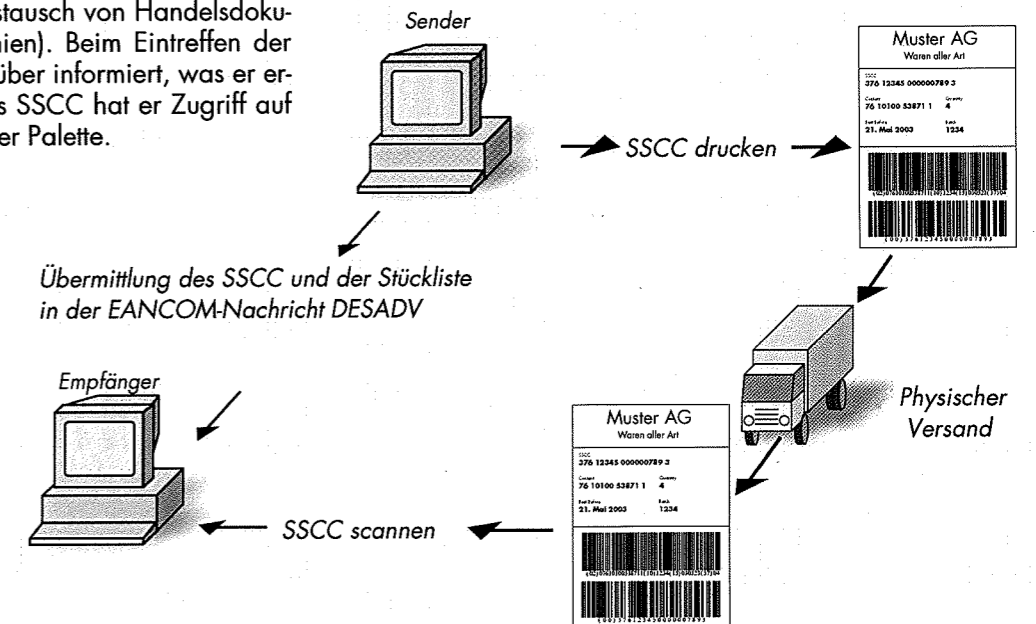 stausch von Handelsdoku-
nien). Beim Eintreffen der
über informiert, was er er-
s SSCC hat er Zugriff auf
er Palette.
Sender
SSCC drucken
Muster AG
Waren aller Art
SSCC
376 12345 000000789 3
Content Quantity
76 10100 53871 1 4
Best Before Batch
21. Mai 2003 1234
(00)376123450000007893
Übermittlung des SSCC und der Stückliste
in der EANCOM-Nachricht DESADV
Physischer
Versand
Empfänger
SSCC scannen
Muster AG
Waren aller Art
SSCC
376 12345 000000789 3
Content Quantity
76 10100 53871 1 4
Best Before Batch
21. Mai 2003 1234
(00)376123450000007893